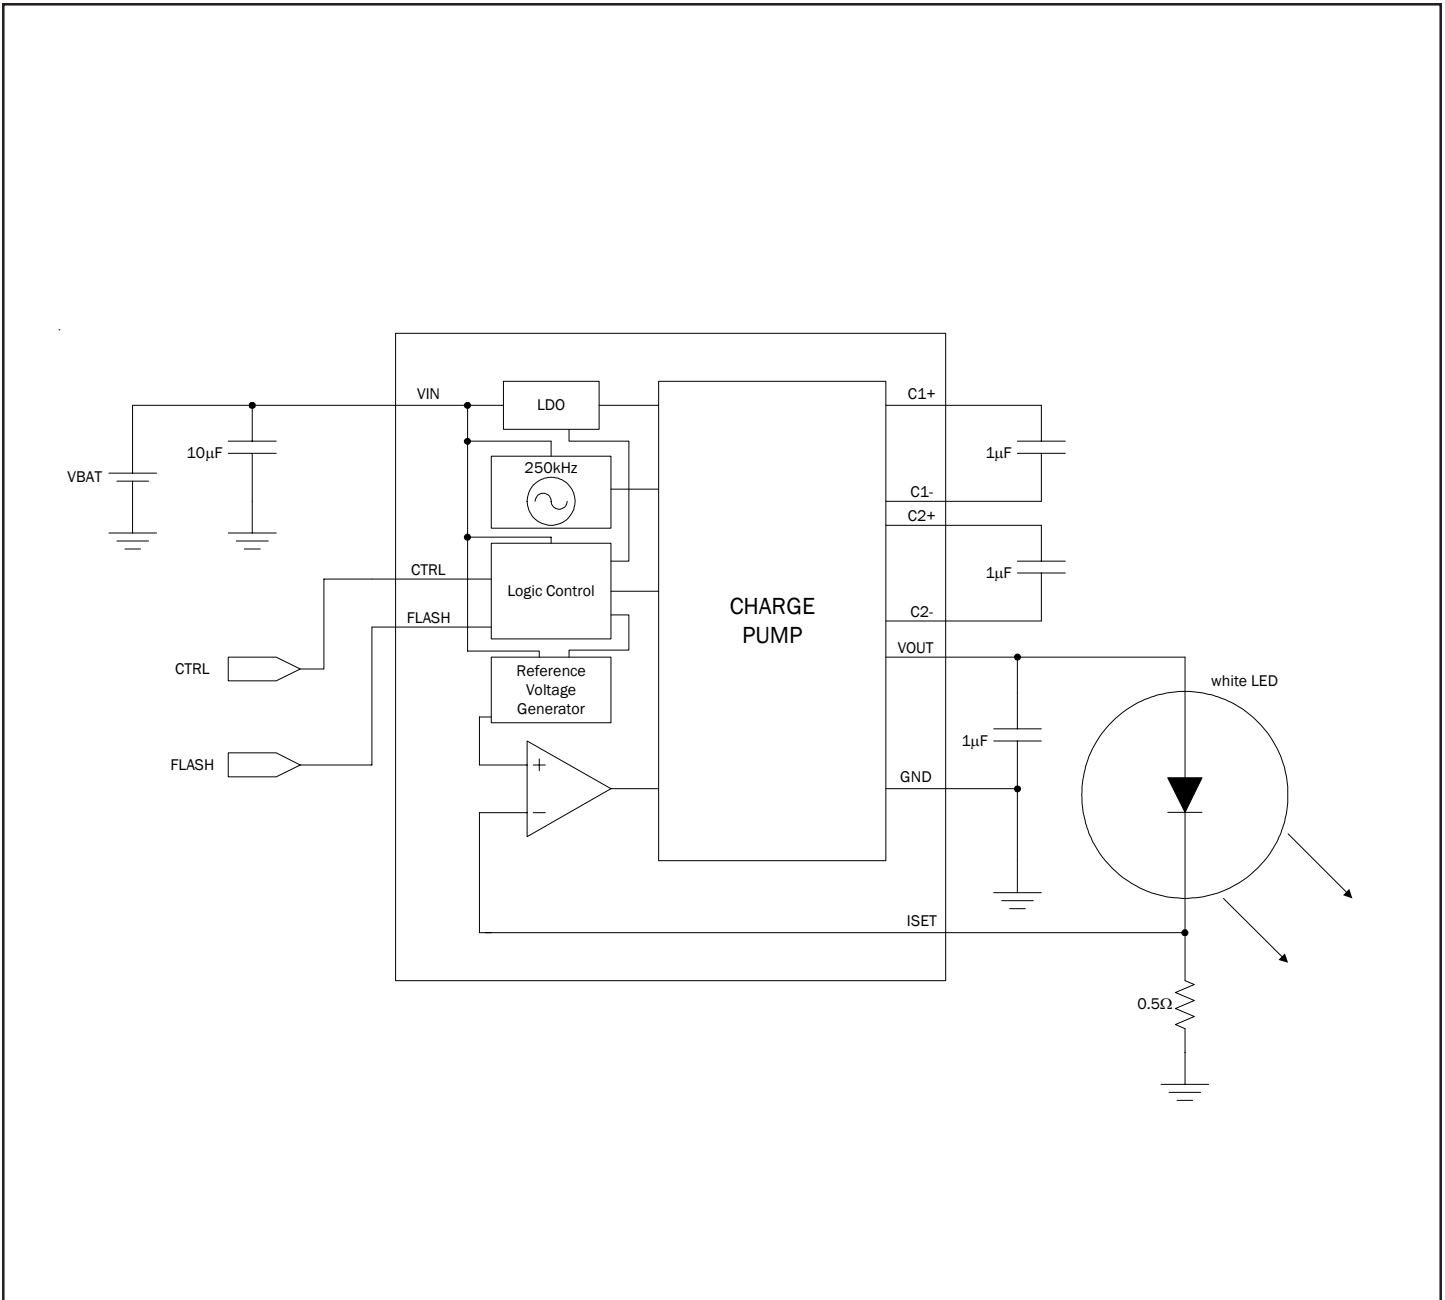 VIN
LDO
C1+
10µF
VBAT
250kHz
1µF
C1-
C2+
CTRL
Logic Control
1µF
FLASH
CHARGE
PUMP
C2-
VOUT
CTRL
Reference
Voltage
Generator
white LED
FLASH
+
−
1µF
GND
ISET
0.5Ω